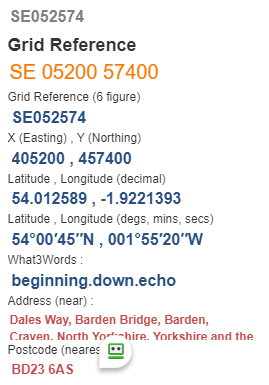 SE052574
Grid Reference
SE 05200 57400
Grid Reference (6 figure)
SE052574
X (Easting) , Y (Northing)
405200 , 457400
Latitude , Longitude (decimal)
54.012589 , -1.9221393
Latitude , Longitude (degs, mins, secs)
54°00′45″N , 001°55′20″W
What3Words :
beginning.down.echo
Address (near) :
Dales Way, Barden Bridge, Barden,
Craven, North Yorkshire, Yorkshire and the
Postcode (neares
BD23 6AS